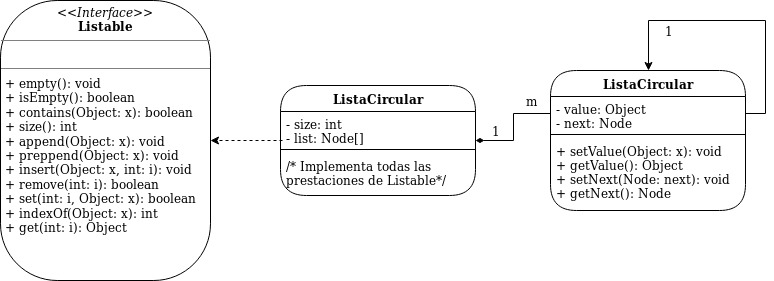 <<Interface>>
Listable
+ empty(): void
+ isEmpty(): boolean
+ contains(Object: x): boolean
+ size(): int
+ append(Object: x): void
+ preppend(Object: x): void
+ insert(Object: x, int: i): void
+ remove(int: i): boolean
+ set(int: i, Object: x): boolean
+ indexOf(Object: x): int
+ get(int: i): Object
ListaCircular
- size: int
- list: Node[]
/* Implementa todas las
prestaciones de Listable*/
1
m
1
ListaCircular
- value: Object
- next: Node
+ setValue(Object: x): void
+ getValue(): Object
+ setNext(Node: next): void
+ getNext(): Node